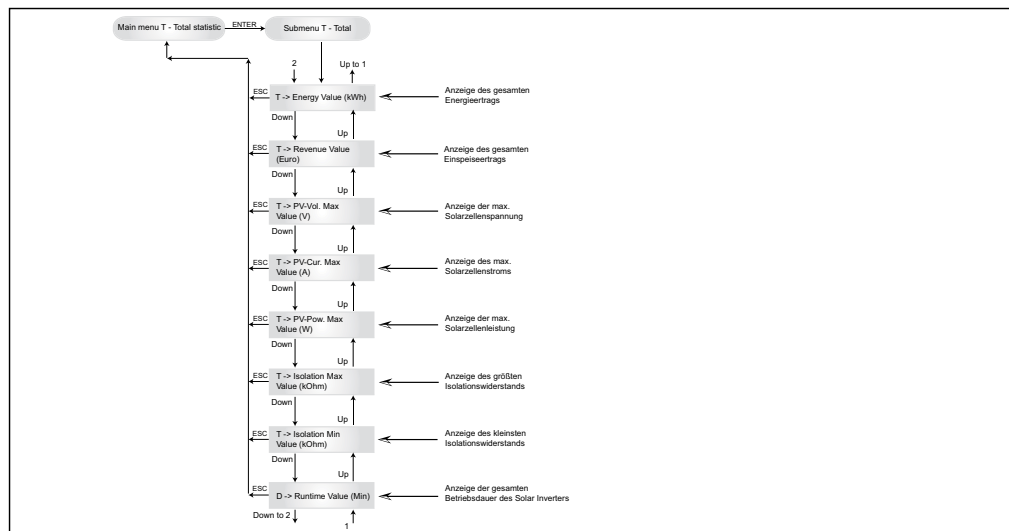 Main menu T - Total statistic
ENTER
Submenu T - Total
2
Up to 1
ESC
T -> Energy Value (kWh)
Anzeige des gesamten
Energieertrags
Down
Up
ESC
T -> Revenue Value
(Euro)
Anzeige des gesamten
Einspeiseertrags
Down
Up
ESC
T -> PV-Vol. Max
Value (V)
Anzeige der max.
Solarzellenspannung
Down
Up
ESC
T -> PV-Cur. Max
Value (A)
Anzeige des max.
Solarzellenstroms
Down
Up
ESC
T -> PV-Pow. Max
Value (W)
Anzeige der max.
Solarzellenleistung
Down
Up
ESC
T -> Isolation Max
Value (kOhm)
Anzeige des größten
Isolationswiderstands
Down
Up
ESC
T -> Isolation Min
Value (kOhm)
Anzeige des kleinsten
Isolationswiderstands
Down
Up
ESC
D -> Runtime Value (Min)
Anzeige der gesamten
Betriebsdauer des Solar Inverters
Down to 2
1